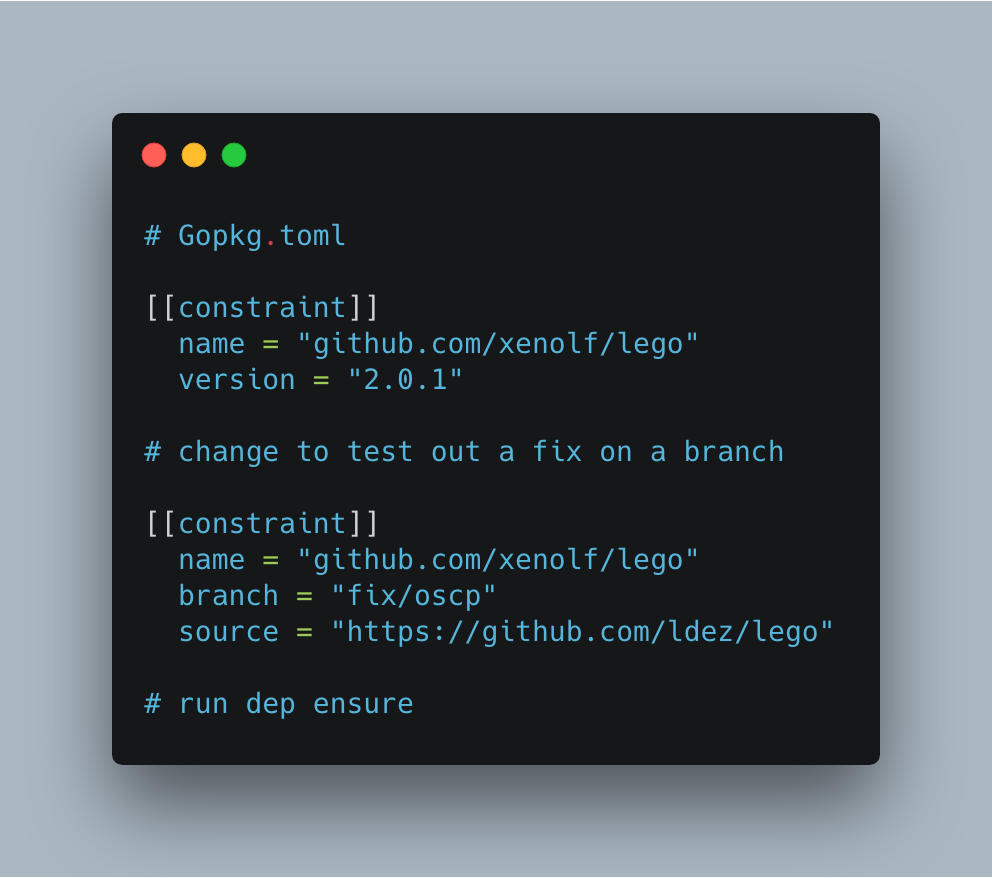 # Gopkg.toml
[[constraint]]
name = "github.com/xenolf/lego"
version = "2.0.1"
# change to test out a fix on a branch
[[constraint]]
name = "github.com/xenolf/lego"
branch = "fix/oscp"
source = "https://github.com/ldez/lego"
# run dep ensure